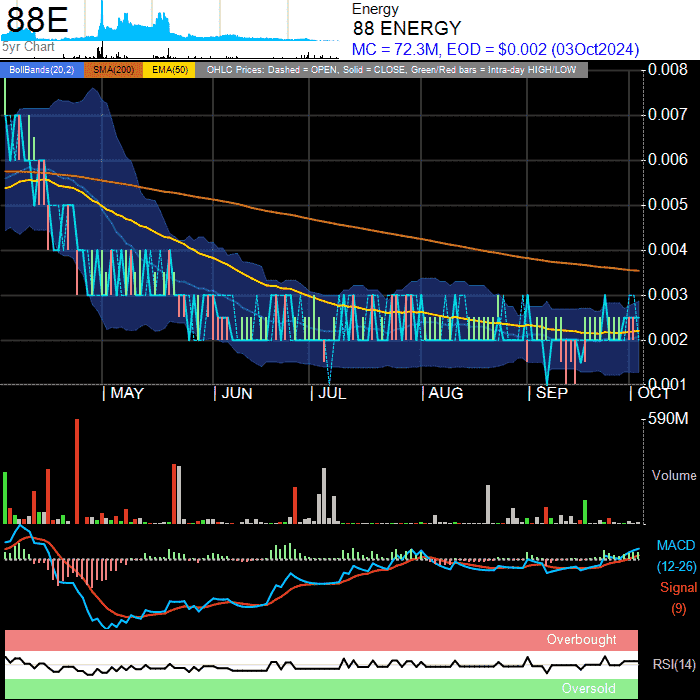 88E
5yr Chart
Energy
88 ENERGY
MC = 72.3M, EOD = $0.002 (03Oct2024)
BollBands(20,2) SMA(200) EMA(50) OHLC Prices: Dashed = OPEN, Solid = CLOSE, Green/Red bars = Intra-day HIGH/LOW
0.008
0.007
0.006
0.005
0.004
0.003
0.002
0.001
MAY JUN JUL AUG SEP OCT
590M
Volume
MACD
(12-26)
Signal
(9)
Overbought
RSI(14)
Oversold